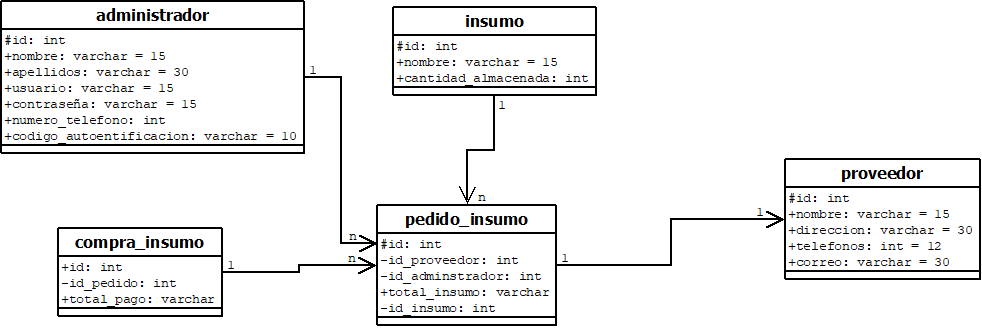 administrador
#id: int
+nombre: varchar = 15
+apellidos: varchar = 30
+usuario: varchar = 15
+contraseña: varchar = 15
+numero_telefono: int
+codigo_autoentificacion: varchar = 10
1
insumo
#id: int
+nombre: varchar = 15
+cantidad_almacenada: int
1
n
proveedor
#id: int
+nombre: varchar = 15
+direccion: varchar = 30
+telefonos: int = 12
+correo: varchar = 30
1
pedido_insumo
#id: int
-id_proveedor: int
-id_adminstrador: int
+total_insumo: varchar
-id_insumo: int
n
n
1
compra_insumo
+id: int
-id_pedido: int
+total_pago: varchar
1